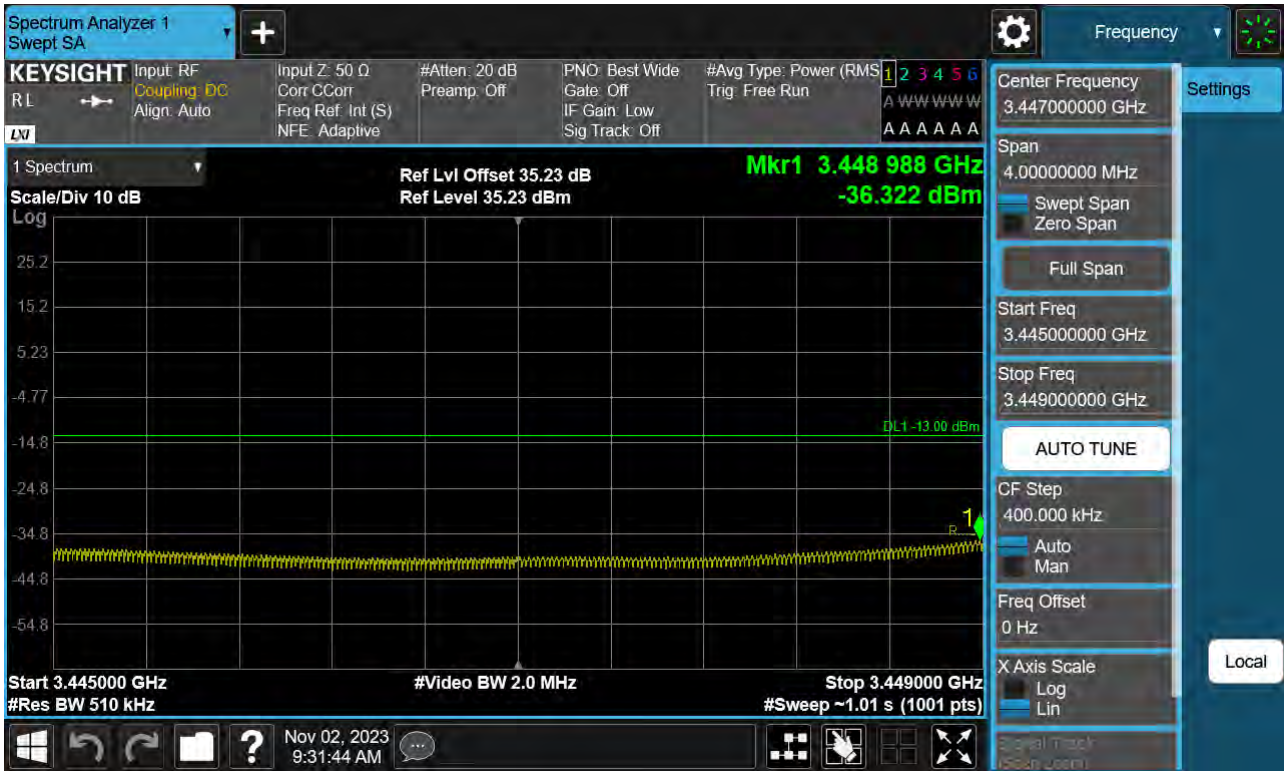 Spectrum Analyzer 1
Swept SA
Frequency
KEYSIGHT
RL
LXI
Input: RF
Coupling: DC
Align: Auto
Input Z: 50 Ω
Corr CCorr
Freq Ref: Int (S)
NFE: Adaptive
#Atten: 20 dB
Preamp: Off
PNO: Best Wide
Gate: Off
IF Gain: Low
Sig Track: Off
#Avg Type: Power (RMS
Trig: Free Run
1 2 3 4 5 6
A W W W W W
A A A A A A
1 Spectrum
Scale/Div 10 dB
Log
Ref Lvl Offset 35.23 dB
Ref Level 35.23 dBm
Mkr1 3.448 988 GHz
-36.322 dBm
25.2
15.2
5.23
-4.77
-14.8
-24.8
-34.8
-44.8
-54.8
DL1 -13.00 dBm
R
1
Start 3.445000 GHz
#Res BW 510 kHz
#Video BW 2.0 MHz
Stop 3.449000 GHz
#Sweep ~1.01 s (1001 pts)
?
Nov 02, 2023
9:31:44 AM
Center Frequency
3.447000000 GHz
Span
4.00000000 MHz
Swept Span
Zero Span
Full Span
Start Freq
3.445000000 GHz
Stop Freq
3.449000000 GHz
AUTO TUNE
CF Step
400.000 kHz
Auto
Man
Freq Offset
0 Hz
X Axis Scale
Log
Lin
Signal Track
(Span Zoom)
Settings
Local